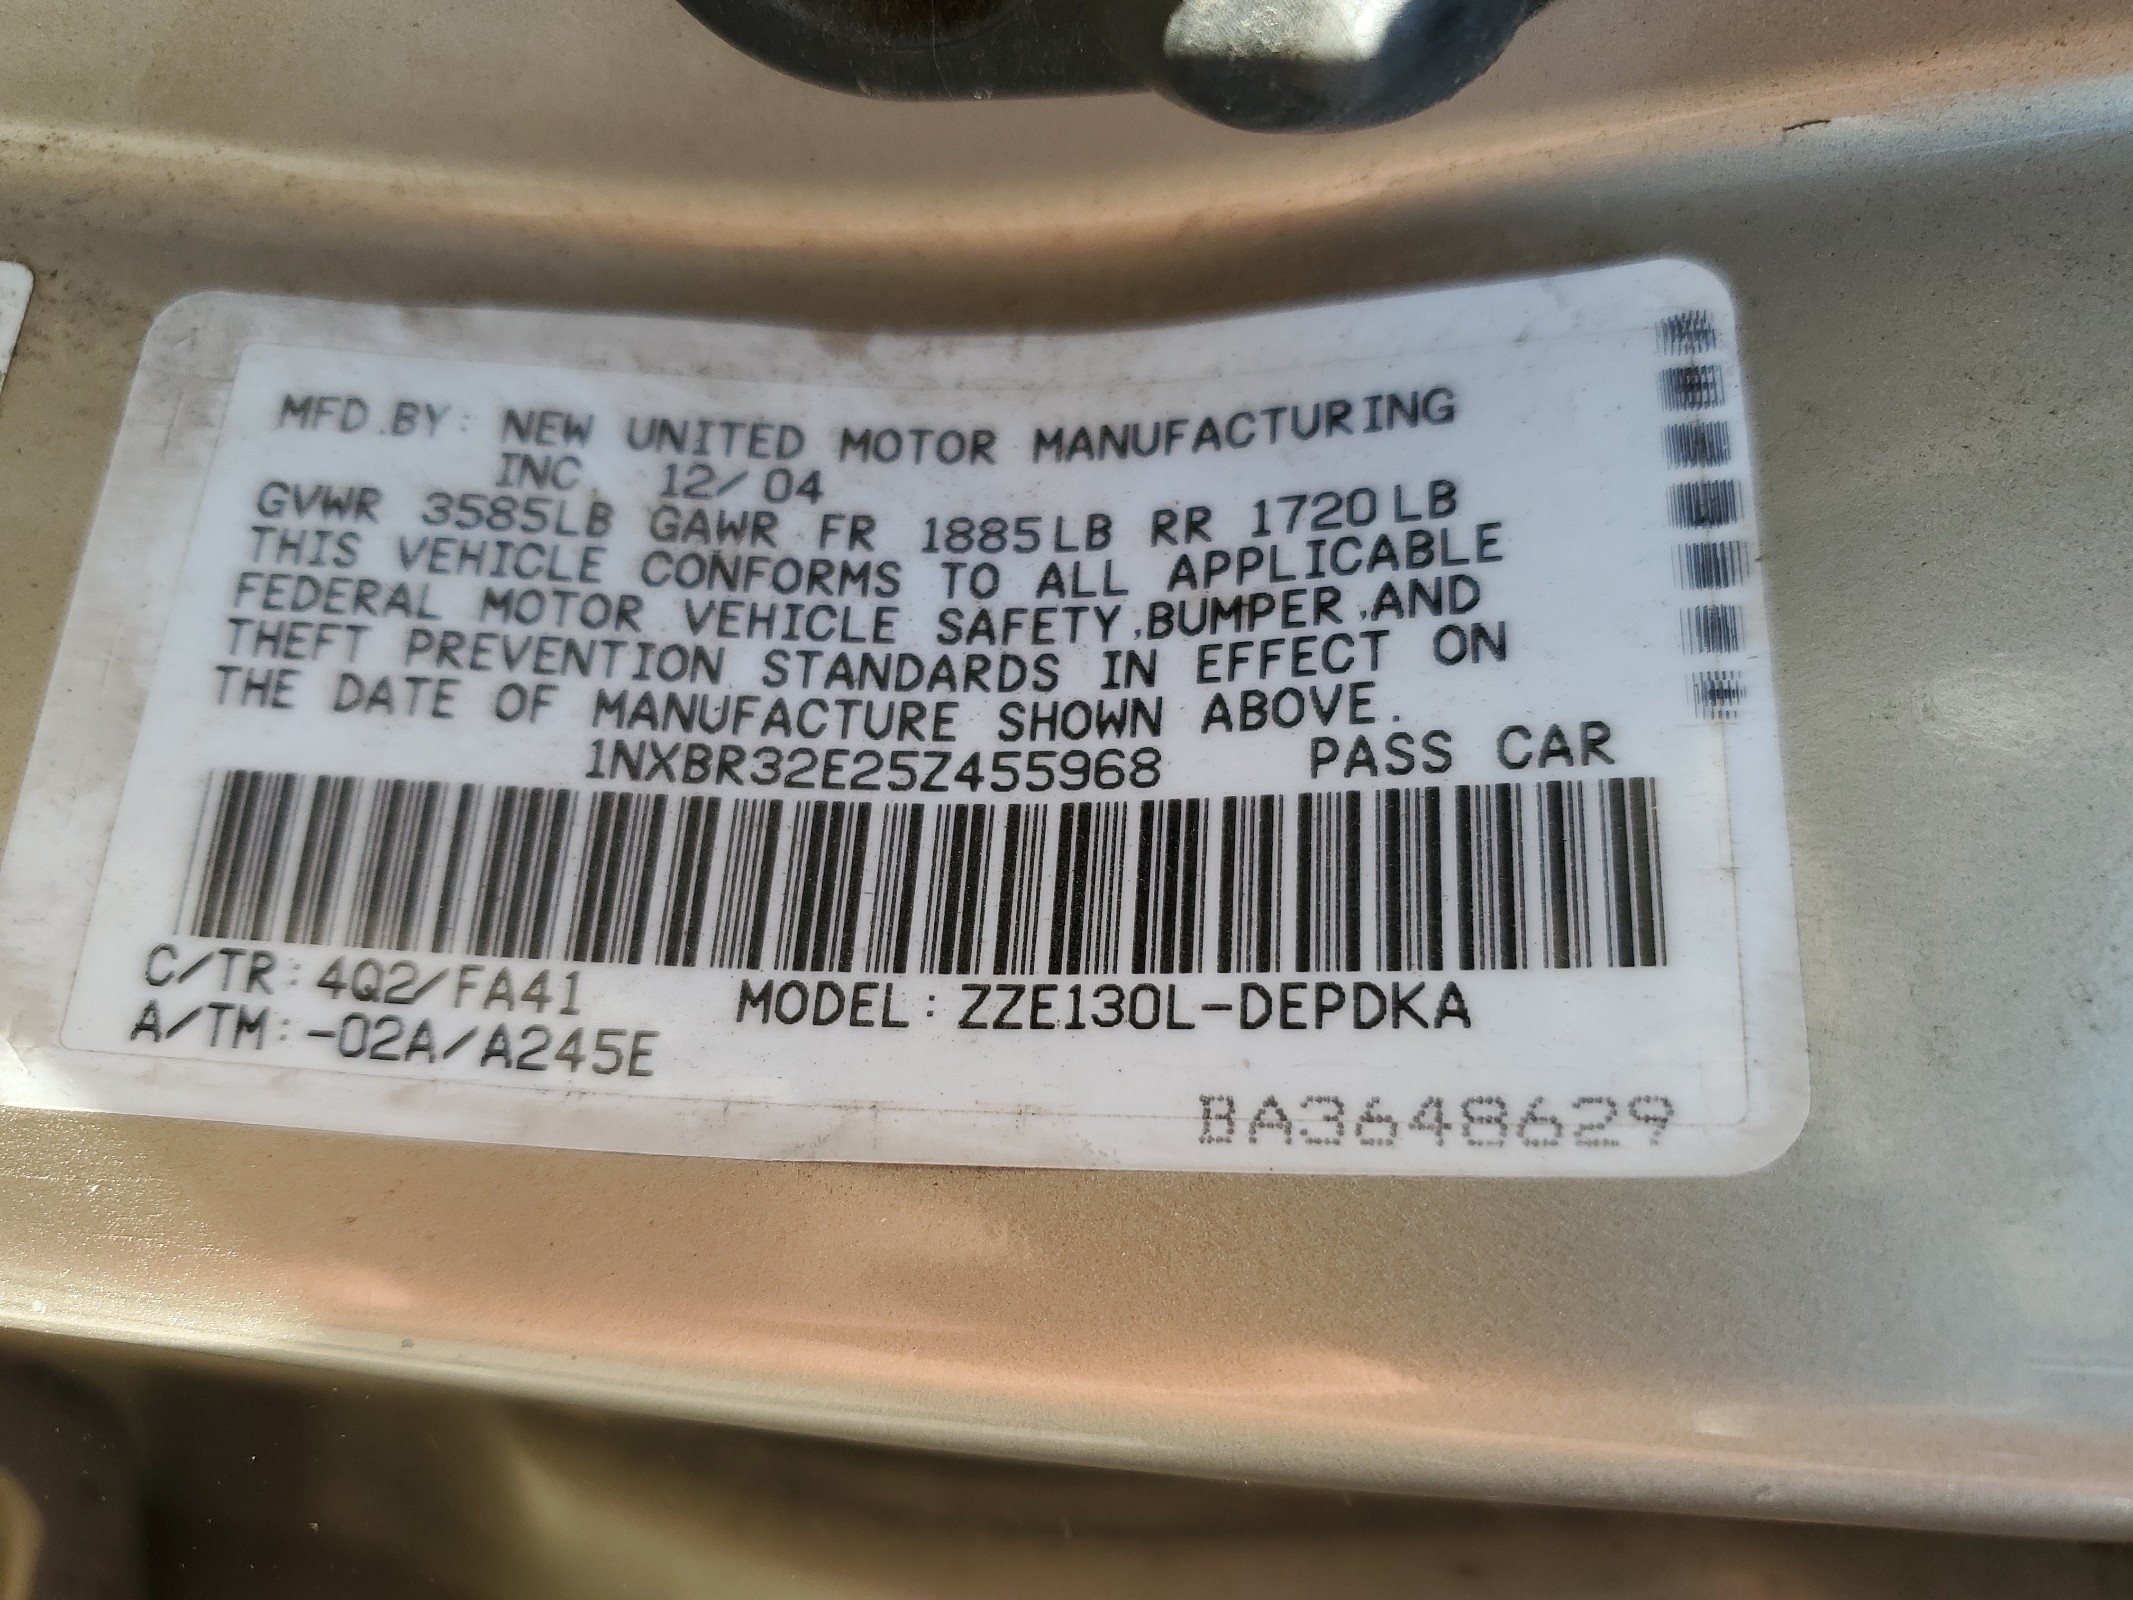 MFD.BY: NEW UNITED MOTOR MANUFACTURING
INC. 12/04
GVWR 3585LB GAWR FR 1885LB RR 1720LB
THIS VEHICLE CONFORMS TO ALL APPLICABLE
FEDERAL MOTOR VEHICLE SAFETY,BUMPER,AND
THEFT PREVENTION STANDARDS IN EFFECT ON
THE DATE OF MANUFACTURE SHOWN ABOVE.
1NXBR32E25Z455968 PASS CAR
C/TR:4Q2/FA41
A/TM:-02A/A245E
MODEL:ZZE130L-DEPDKA
BA3648629